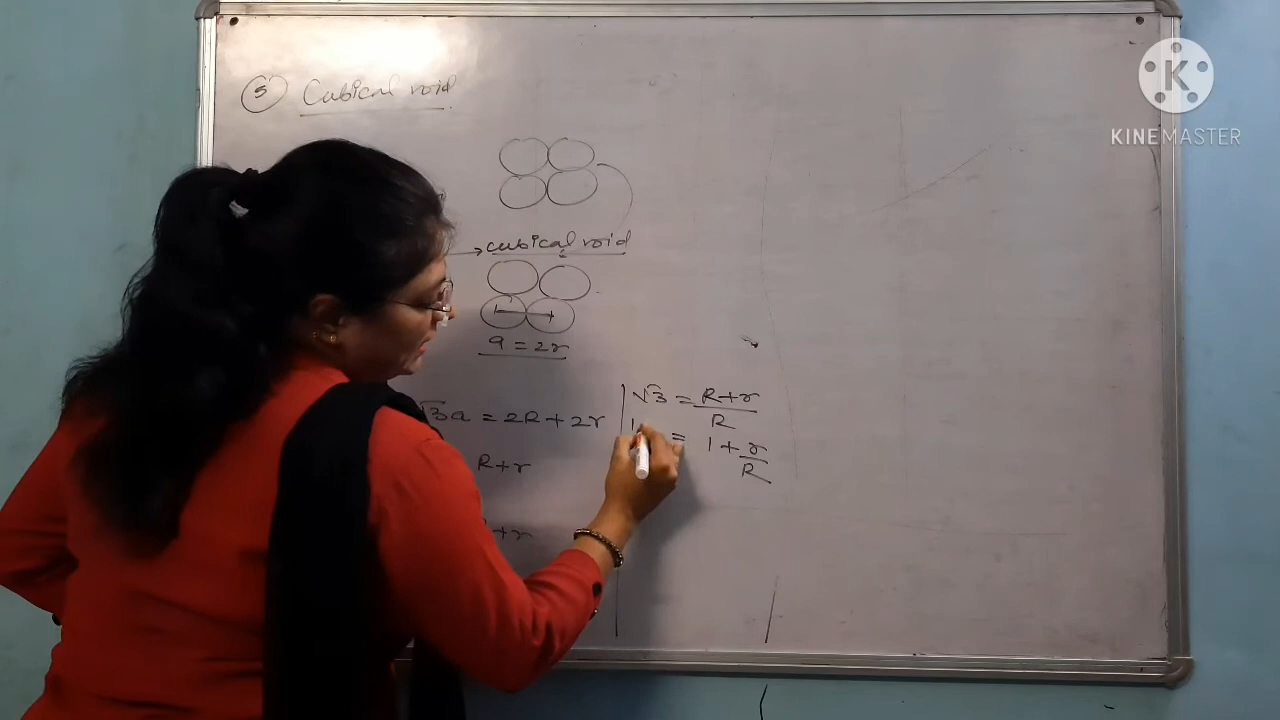 5 Cubical void
→ cubical void
a = 2r
√3a = 2R + 2r
R + r
+ r
√3 = R + r / R
1 = 1 + r / R
K
KINEMASTER